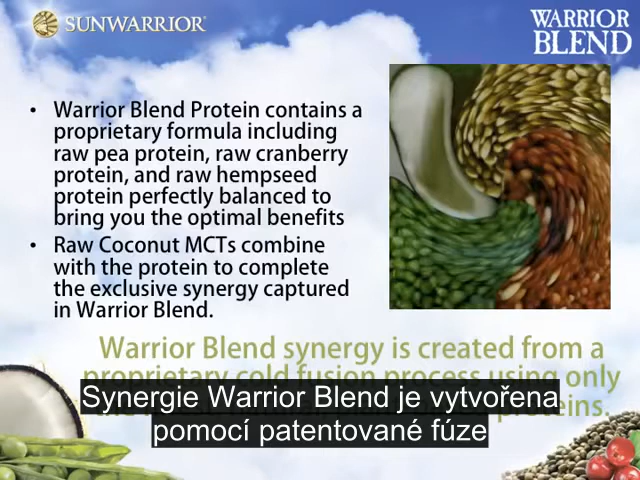 SUNWARRIOR
WARRIOR
BLEND
• Warrior Blend Protein contains a
proprietary formula including
raw pea protein, raw cranberry
protein, and raw hempseed
protein perfectly balanced to
bring you the optimal benefits
• Raw Coconut MCTs combine
with the protein to complete
the exclusive synergy captured
in Warrior Blend.
Warrior Blend synergy is created from a
proprietary cold fusion process using only
proteins.
Synergie Warrior Blend je vytvořena
pomocí patentované fúze